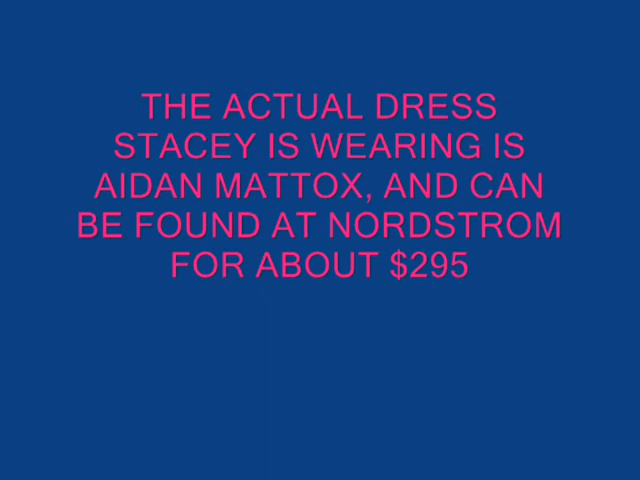 THE ACTUAL DRESS
STACEY IS WEARING IS
AIDAN MATTOX, AND CAN
BE FOUND AT NORDSTROM
FOR ABOUT $295